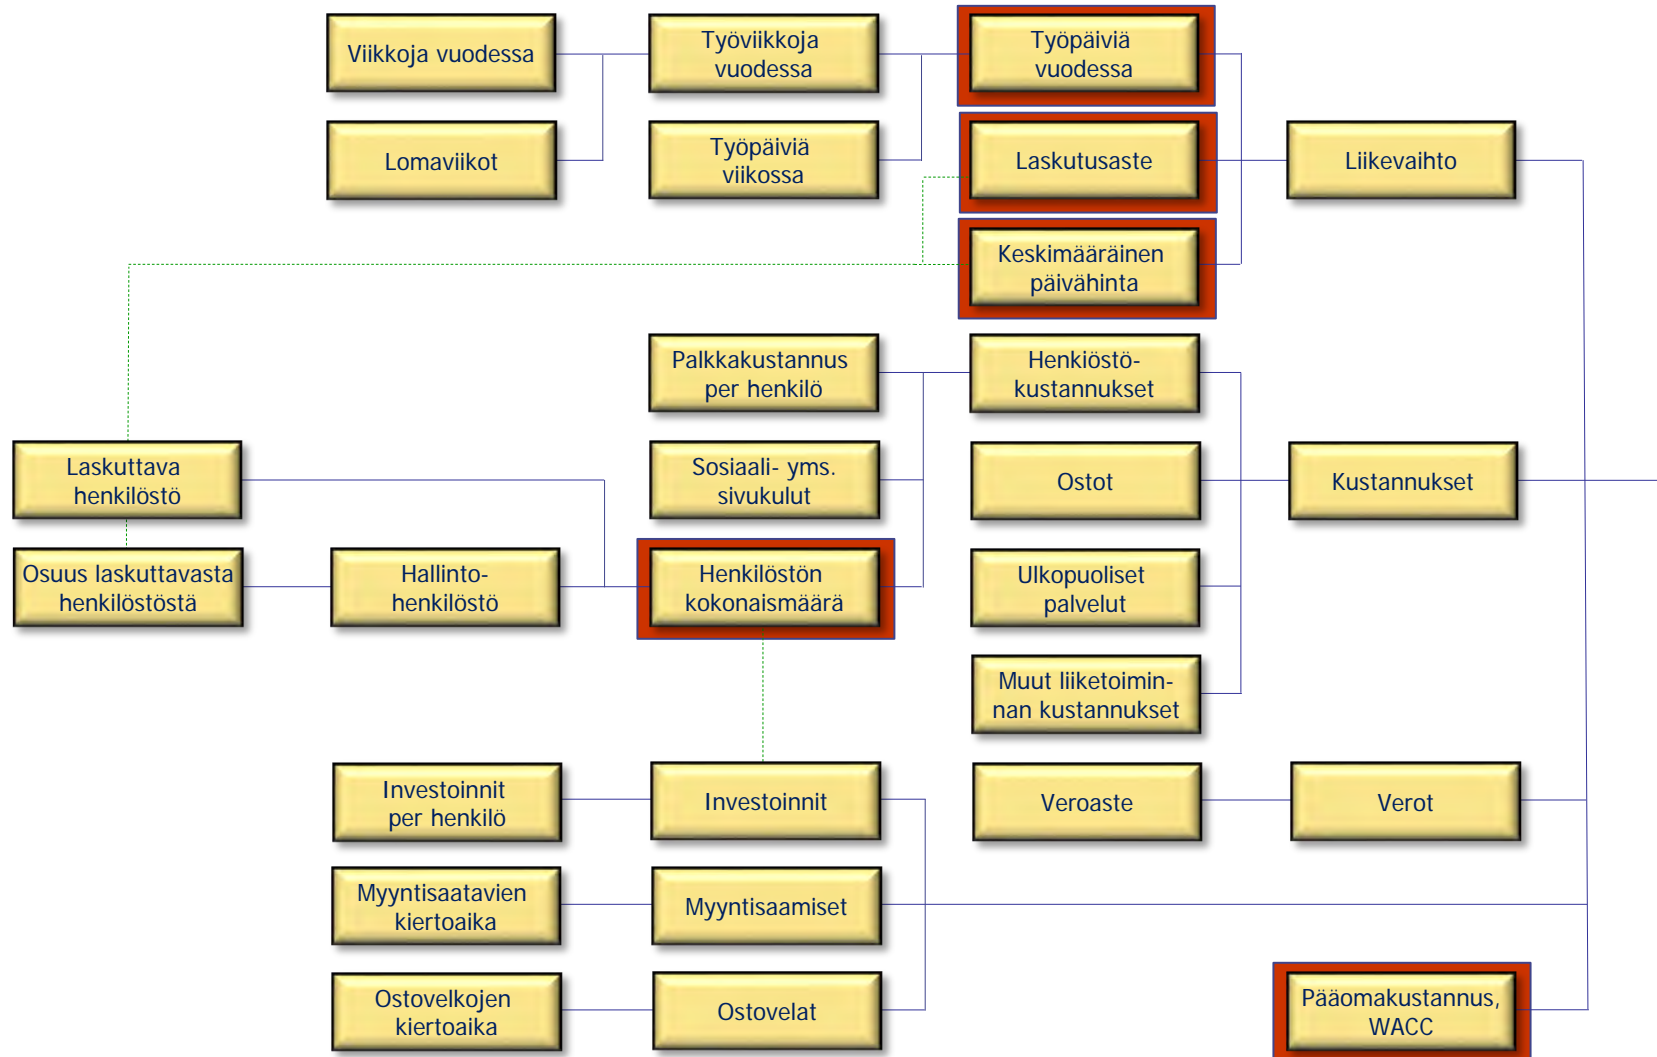 Viikkoja vuodessa
Työviikkoja
vuodessa
Työpäiviä
vuodessa
Lomaviikot
Työpäiviä
viikossa
Laskutusaste
Liikevaihto
Keskimääräinen
päivähinta
Palkkakustannus
per henkilö
Henkiöstö-
kustannukset
Laskuttava
henkilöstö
Sosiaali- yms.
sivukulut
Ostot
Kustannukset
Osuus laskuttavasta
henkilöstöstä
Hallinto-
henkilöstö
Henkilöstön
kokonaismäärä
Ulkopuoliset
palvelut
Muut liiketoimin-
nan kustannukset
Investoinnit
per henkilö
Investoinnit
Veroaste
Verot
Myyntisaatavien
kiertoaika
Myyntisaamiset
Ostovelkojen
kiertoaika
Ostovelat
Pääomakustannus,
WACC